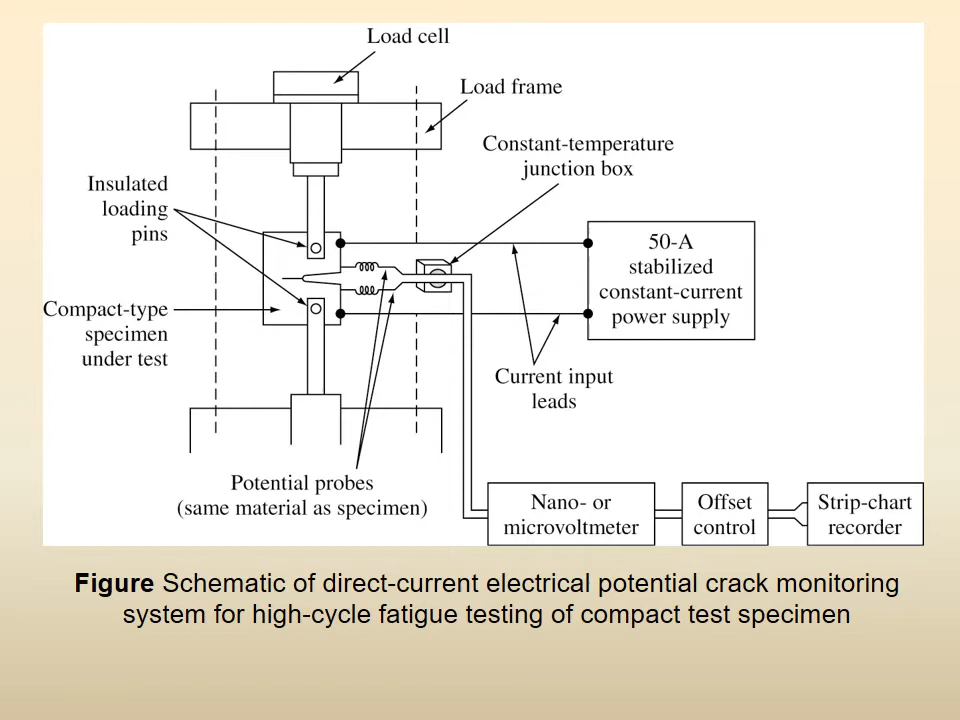 Load cell
Load frame
Constant-temperature
junction box
Insulated
loading
pins
50-A
stabilized
constant-current
power supply
Compact-type
specimen
under test
Current input
leads
Potential probes
(same material as specimen)
Nano- or
microvoltmeter
Offset
control
Strip-chart
recorder
Figure Schematic of direct-current electrical potential crack monitoring
system for high-cycle fatigue testing of compact test specimen